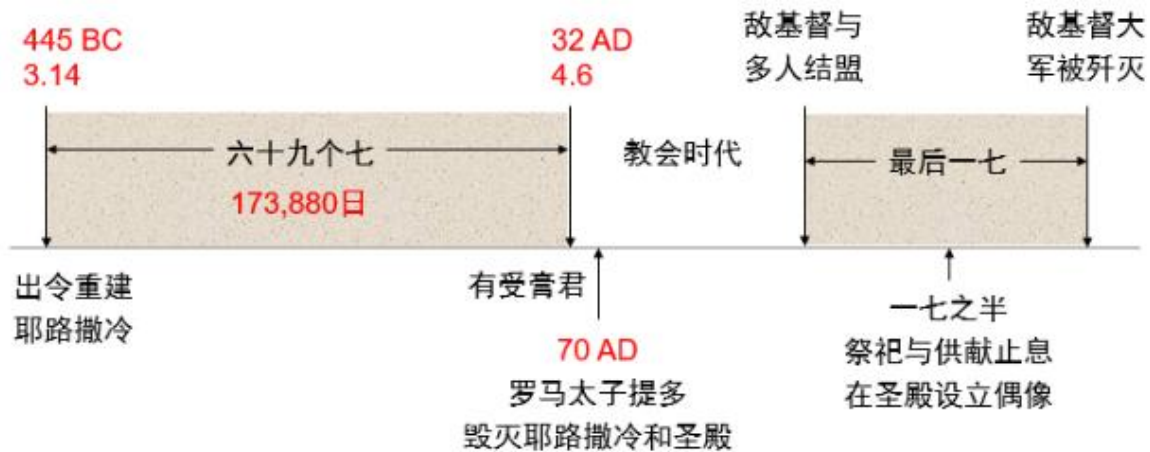 445 BC
3.14
32 AD
4.6
敌基督与
多人结盟
敌基督大
军被歼灭
六十九个七
173,880日
教会时代
最后一七
出令重建
耶路撒冷
有受膏君
70 AD
罗马太子提多
毁灭耶路撒冷和圣殿
一七之半
祭祀与供献止息
在圣殿设立偶像